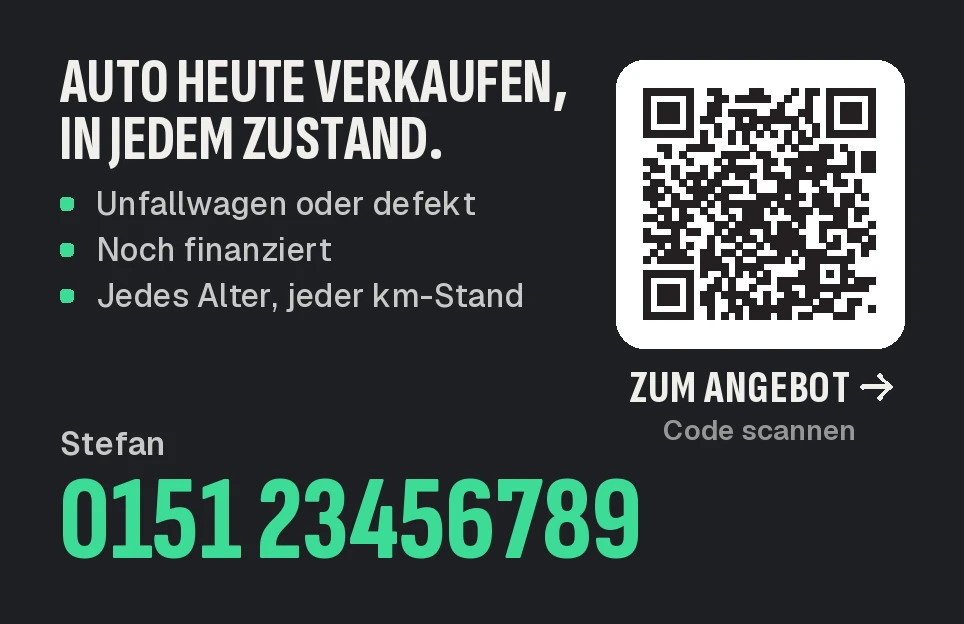 AUTO HEUTE VERKAUFEN,
IN JEDEM ZUSTAND.
Unfallwagen oder defekt
Noch finanziert
Jedes Alter, jeder km-Stand
ZUM ANGEBOT →
Code scannen
Stefan
0151 23456789